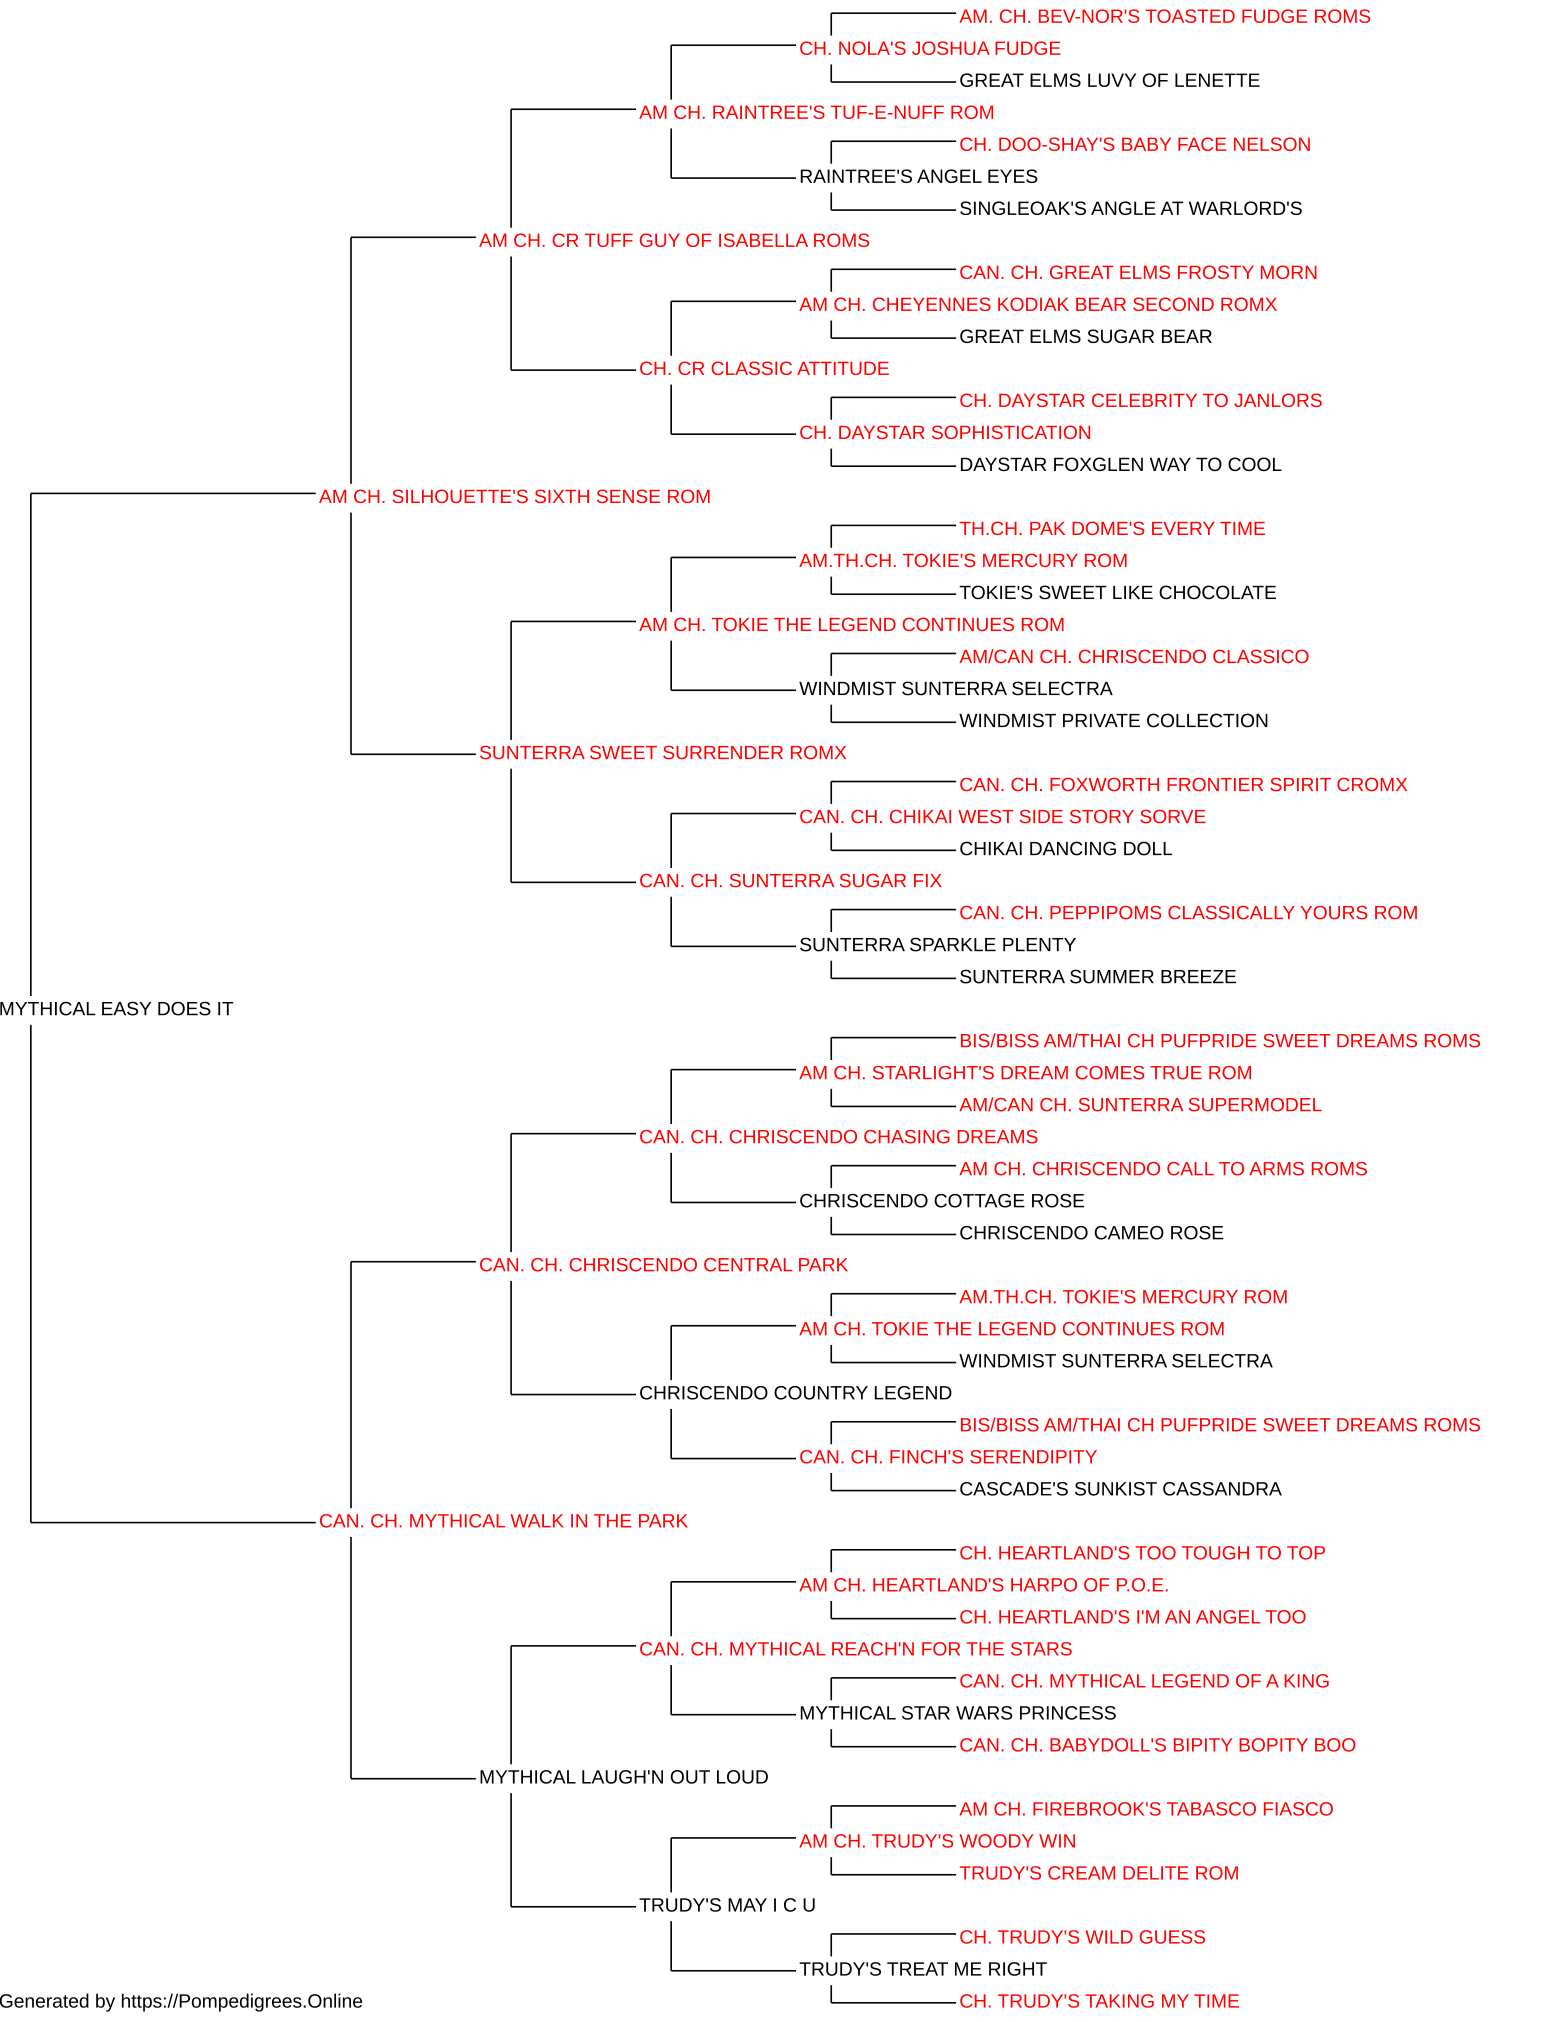 AM. CH. BEV-NOR'S TOASTED FUDGE ROMS
CH. NOLA'S JOSHUA FUDGE
GREAT ELMS LUVY OF LENETTE
AM CH. RAINTREE'S TUF-E-NUFF ROM
CH. DOO-SHAY'S BABY FACE NELSON
RAINTREE'S ANGEL EYES
SINGLEOAK'S ANGLE AT WARLORD'S
AM CH. CR TUFF GUY OF ISABELLA ROMS
CAN. CH. GREAT ELMS FROSTY MORN
AM CH. CHEYENNES KODIAK BEAR SECOND ROMX
GREAT ELMS SUGAR BEAR
CH. CR CLASSIC ATTITUDE
CH. DAYSTAR CELEBRITY TO JANLORS
CH. DAYSTAR SOPHISTICATION
DAYSTAR FOXGLEN WAY TO COOL
AM CH. SILHOUETTE'S SIXTH SENSE ROM
TH.CH. PAK DOME'S EVERY TIME
AM.TH.CH. TOKIE'S MERCURY ROM
TOKIE'S SWEET LIKE CHOCOLATE
AM CH. TOKIE THE LEGEND CONTINUES ROM
AM/CAN CH. CHRISCENDO CLASSICO
WINDMIST SUNTERRA SELECTRA
WINDMIST PRIVATE COLLECTION
SUNTERRA SWEET SURRENDER ROMX
CAN. CH. FOXWORTH FRONTIER SPIRIT CROMX
CAN. CH. CHIKAI WEST SIDE STORY SORVE
CHIKAI DANCING DOLL
CAN. CH. SUNTERRA SUGAR FIX
CAN. CH. PEPPIPOMS CLASSICALLY YOURS ROM
SUNTERRA SPARKLE PLENTY
SUNTERRA SUMMER BREEZE
MYTHICAL EASY DOES IT
BIS/BISS AM/THAI CH PUFPRIDE SWEET DREAMS ROMS
AM CH. STARLIGHT'S DREAM COMES TRUE ROM
AM/CAN CH. SUNTERRA SUPERMODEL
CAN. CH. CHRISCENDO CHASING DREAMS
AM CH. CHRISCENDO CALL TO ARMS ROMS
CHRISCENDO COTTAGE ROSE
CHRISCENDO CAMEO ROSE
CAN. CH. CHRISCENDO CENTRAL PARK
AM.TH.CH. TOKIE'S MERCURY ROM
AM CH. TOKIE THE LEGEND CONTINUES ROM
WINDMIST SUNTERRA SELECTRA
CHRISCENDO COUNTRY LEGEND
BIS/BISS AM/THAI CH PUFPRIDE SWEET DREAMS ROMS
CAN. CH. FINCH'S SERENDIPITY
CASCADE'S SUNKIST CASSANDRA
CAN. CH. MYTHICAL WALK IN THE PARK
CH. HEARTLAND'S TOO TOUGH TO TOP
AM CH. HEARTLAND'S HARPO OF P.O.E.
CH. HEARTLAND'S I'M AN ANGEL TOO
CAN. CH. MYTHICAL REACH'N FOR THE STARS
CAN. CH. MYTHICAL LEGEND OF A KING
MYTHICAL STAR WARS PRINCESS
CAN. CH. BABYDOLL'S BIPITY BOPITY BOO
MYTHICAL LAUGH'N OUT LOUD
AM CH. FIREBROOK'S TABASCO FIASCO
AM CH. TRUDY'S WOODY WIN
TRUDY'S CREAM DELITE ROM
TRUDY'S MAY I C U
CH. TRUDY'S WILD GUESS
TRUDY'S TREAT ME RIGHT
CH. TRUDY'S TAKING MY TIME
Generated by https://Pompedigrees.Online